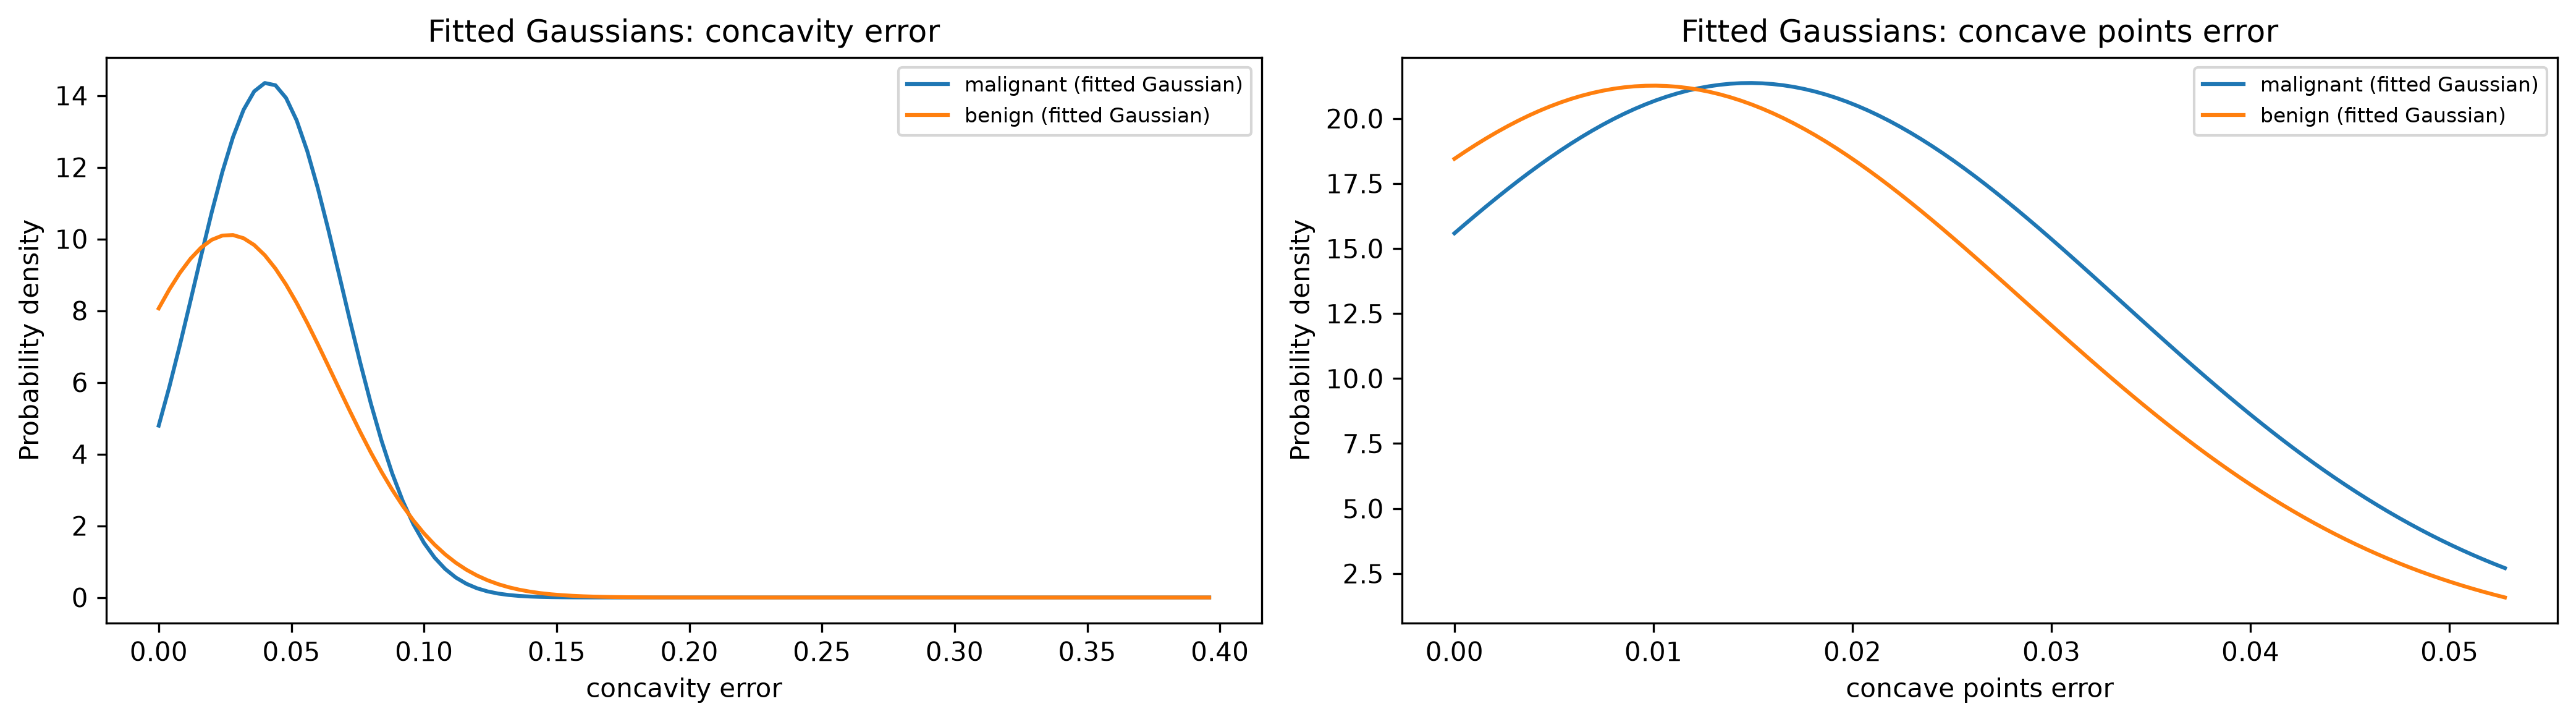 Fitted Gaussians: concavity error
malignant (fitted Gaussian)
benign (fitted Gaussian)
Probability density
14
12
10
8
6
4
2
0
0.00 0.05 0.10 0.15 0.20 0.25 0.30 0.35 0.40
concavity error
Fitted Gaussians: concave points error
malignant (fitted Gaussian)
benign (fitted Gaussian)
Probability density
20.0
17.5
15.0
12.5
10.0
7.5
5.0
2.5
0.00 0.01 0.02 0.03 0.04 0.05
concave points error